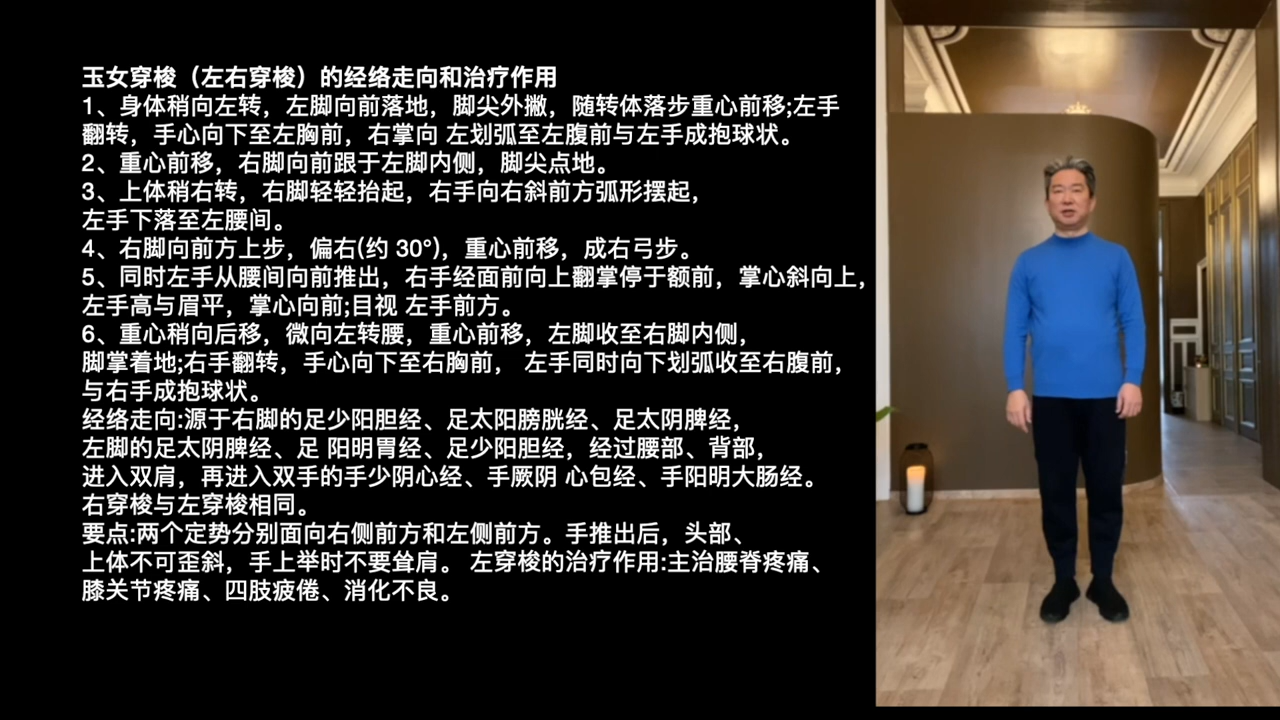 玉女穿梭（左右穿梭）的经络走向和治疗作用
1、身体稍向左转，左脚向前落地，脚尖外撇，随转体落步重心前移;左手
翻转，手心向下至左胸前，右掌向 左划弧至左腹前与左手成抱球状。
2、重心前移，右脚向前跟于左脚内侧，脚尖点地。
3、上体稍右转，右脚轻轻抬起，右手向右斜前方弧形摆起，
左手下落至左腰间。
4、右脚向前方上步，偏右(约 30°)，重心前移，成右弓步。
5、同时左手从腰间向前推出，右手经面前向上翻掌停于额前，掌心斜向上，
左手高与眉平，掌心向前;目视 左手前方。
6、重心稍向后移，微向左转腰，重心前移，左脚收至右脚内侧，
脚掌着地;右手翻转，手心向下至右胸前， 左手同时向下划弧收至右腹前，
与右手成抱球状。
经络走向:源于右脚的足少阳胆经、足太阳膀胱经、足太阴脾经，
左脚的足太阴脾经、足 阳明胃经、足少阳胆经，经过腰部、背部，
进入双肩，再进入双手的手少阴心经、手厥阴 心包经、手阳明大肠经。
右穿梭与左穿梭相同。
要点:两个定势分别面向右侧前方和左侧前方。手推出后，头部、
上体不可歪斜，手上举时不要耸肩。 左穿梭的治疗作用:主治腰脊疼痛、
膝关节疼痛、四肢疲倦、消化不良。